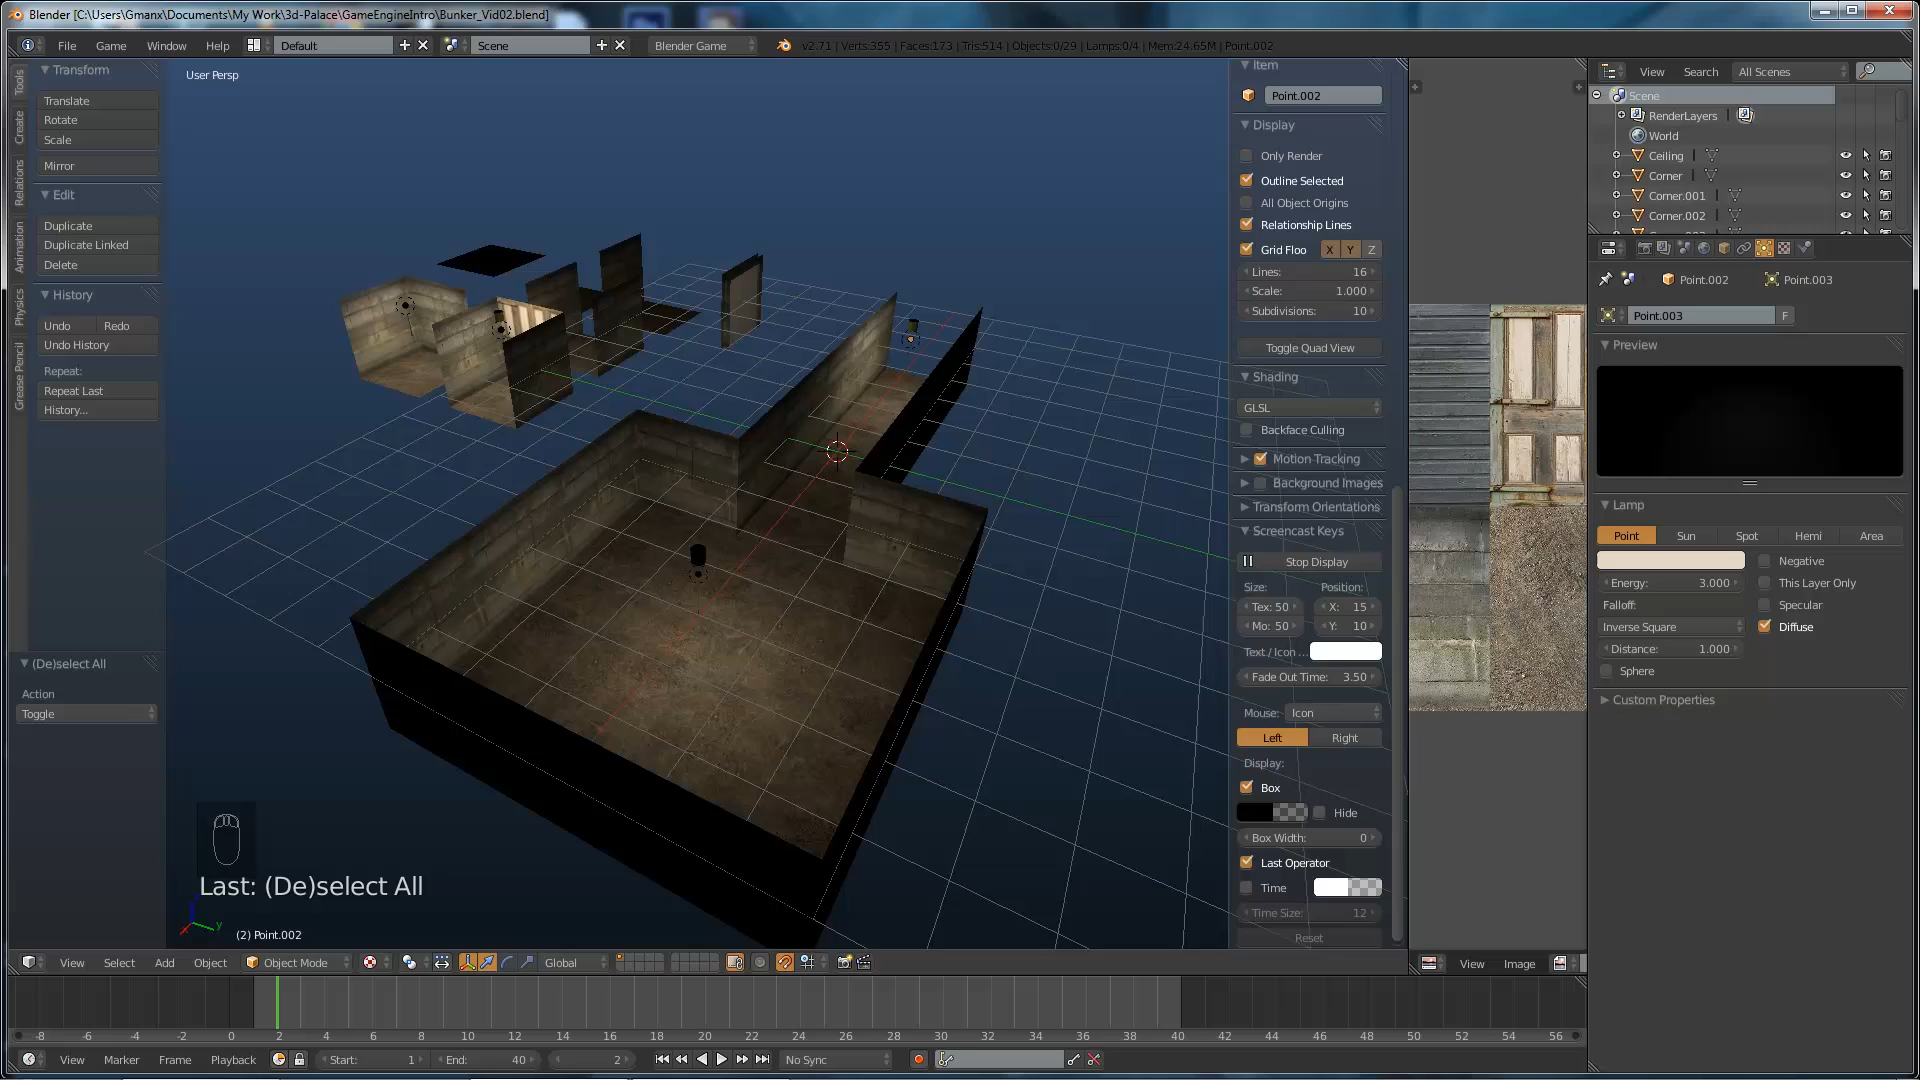 Blender [C:\Users\Gmanx\Documents\My Work\3d-Palace\GameEngineIntro\Bunker_Vid02.blend]
File Game Window Help Default Scene Blender Game v2.71 | Verts:355 | Faces:173 | Tris:514 | Objects:0/29 | Lamps:0/4 | Mem:24.65M | Point.002
Tools
Create
Relations
Animation
Physics
Grease Pencil
Transform
Translate
Rotate
Scale
Mirror
Edit
Duplicate
Duplicate Linked
Delete
History
Undo Redo
Undo History
Repeat:
Repeat Last
History...
(De)select All
Action
Toggle
User Persp
Last: (De)select All
y
(2) Point.002
Item
Point.002
Display
Only Render
Outline Selected
All Object Origins
Relationship Lines
Grid Floo X Y Z
Lines: 16
Scale: 1.000
Subdivisions: 10
Toggle Quad View
Shading
GLSL
Backface Culling
Motion Tracking
Background Images
Transform Orientations
Screencast Keys
Stop Display
Size: Position:
Tex: 50 X: 15
Mo: 50 Y: 10
Text / Icon ...
Fade Out Time: 3.50
Mouse: Icon
Left Right
Display:
Box
Hide
Box Width: 0
Last Operator
Time
Time Size: 12
Reset
View Search All Scenes
Scene
RenderLayers
World
Ceiling
Corner
Corner.001
Corner.002
Point.002 Point.003
Point.003 F
Preview
Lamp
Point Sun Spot Hemi Area
Negative
Energy: 3.000 This Layer Only
Falloff: Specular
Inverse Square Diffuse
Distance: 1.000
Sphere
Custom Properties
View Select Add Object Object Mode Global
View Image
-8 -6 -4 -2 0 2 4 6 8 10 12 14 16 18 20 22 24 26 28 30 32 34 36 38 40 42 44 46 48 50 52 54 56
View Marker Frame Playback Start: 1 End: 40 2 No Sync